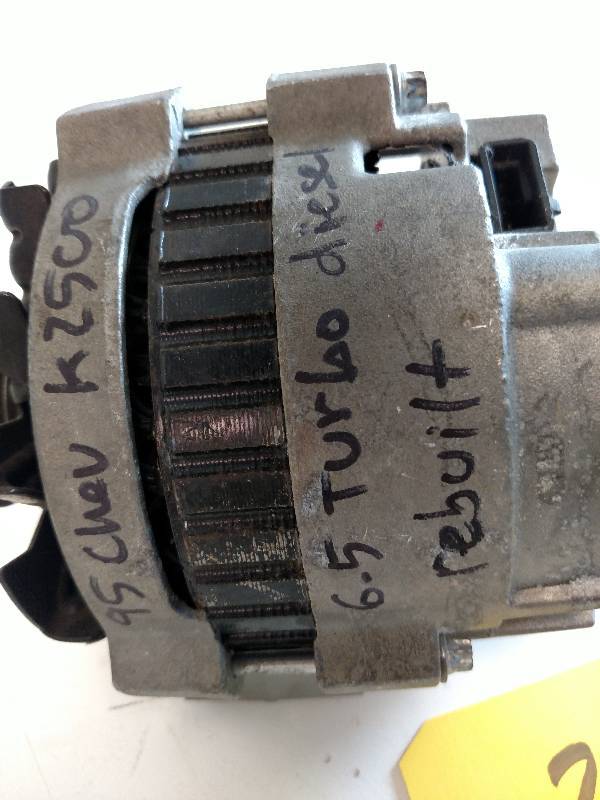 95 Chev K2500
6.5 Turbo diesel
rebuilt